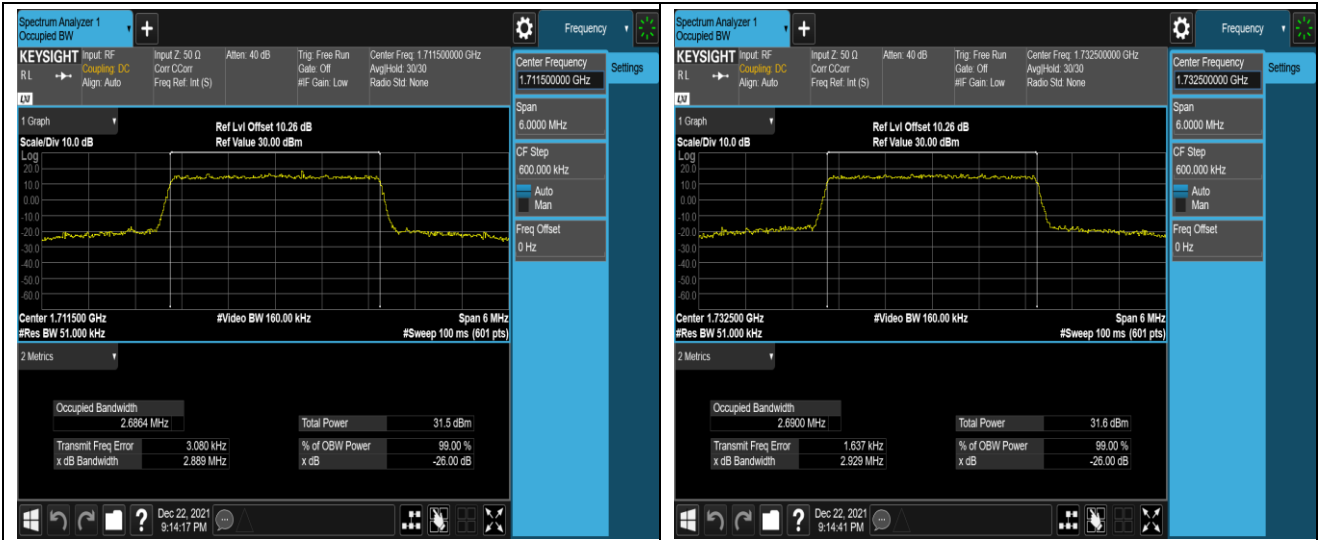 Spectrum Analyzer 1
Occupied BW
Frequency
KEYSIGHT Input: RF Input Z: 50 Ω Atten: 40 dB Trig: Free Run Center Freq: 1.711500000 GHz
Coupling: DC Corr CCorr Gate: Off Avg|Hold: 30/30
RL Align: Auto Freq Ref: Int (S) #IF Gain: Low Radio Std: None
LXI
Center Frequency
1.711500000 GHz
Settings
Span
6.0000 MHz
CF Step
600.000 kHz
Auto
Man
Freq Offset
0 Hz
1 Graph
Ref Lvl Offset 10.26 dB
Scale/Div 10.0 dB Ref Value 30.00 dBm
Log
20.0
10.0
0.00
-10.0
-20.0
-30.0
-40.0
-50.0
-60.0
Center 1.711500 GHz #Video BW 160.00 kHz Span 6 MHz
#Res BW 51.000 kHz #Sweep 100 ms (601 pts)
2 Metrics
Occupied Bandwidth
2.6864 MHz Total Power 31.5 dBm
Transmit Freq Error 3.080 kHz % of OBW Power 99.00 %
x dB Bandwidth 2.889 MHz x dB -26.00 dB
Dec 22, 2021
9:14:17 PM
Spectrum Analyzer 1
Occupied BW
Frequency
KEYSIGHT Input: RF Input Z: 50 Ω Atten: 40 dB Trig: Free Run Center Freq: 1.732500000 GHz
Coupling: DC Corr CCorr Gate: Off Avg|Hold: 30/30
RL Align: Auto Freq Ref: Int (S) #IF Gain: Low Radio Std: None
LXI
Center Frequency
1.732500000 GHz
Settings
Span
6.0000 MHz
CF Step
600.000 kHz
Auto
Man
Freq Offset
0 Hz
1 Graph
Ref Lvl Offset 10.26 dB
Scale/Div 10.0 dB Ref Value 30.00 dBm
Log
20.0
10.0
0.00
-10.0
-20.0
-30.0
-40.0
-50.0
-60.0
Center 1.732500 GHz #Video BW 160.00 kHz Span 6 MHz
#Res BW 51.000 kHz #Sweep 100 ms (601 pts)
2 Metrics
Occupied Bandwidth
2.6900 MHz Total Power 31.6 dBm
Transmit Freq Error 1.637 kHz % of OBW Power 99.00 %
x dB Bandwidth 2.929 MHz x dB -26.00 dB
Dec 22, 2021
9:14:41 PM